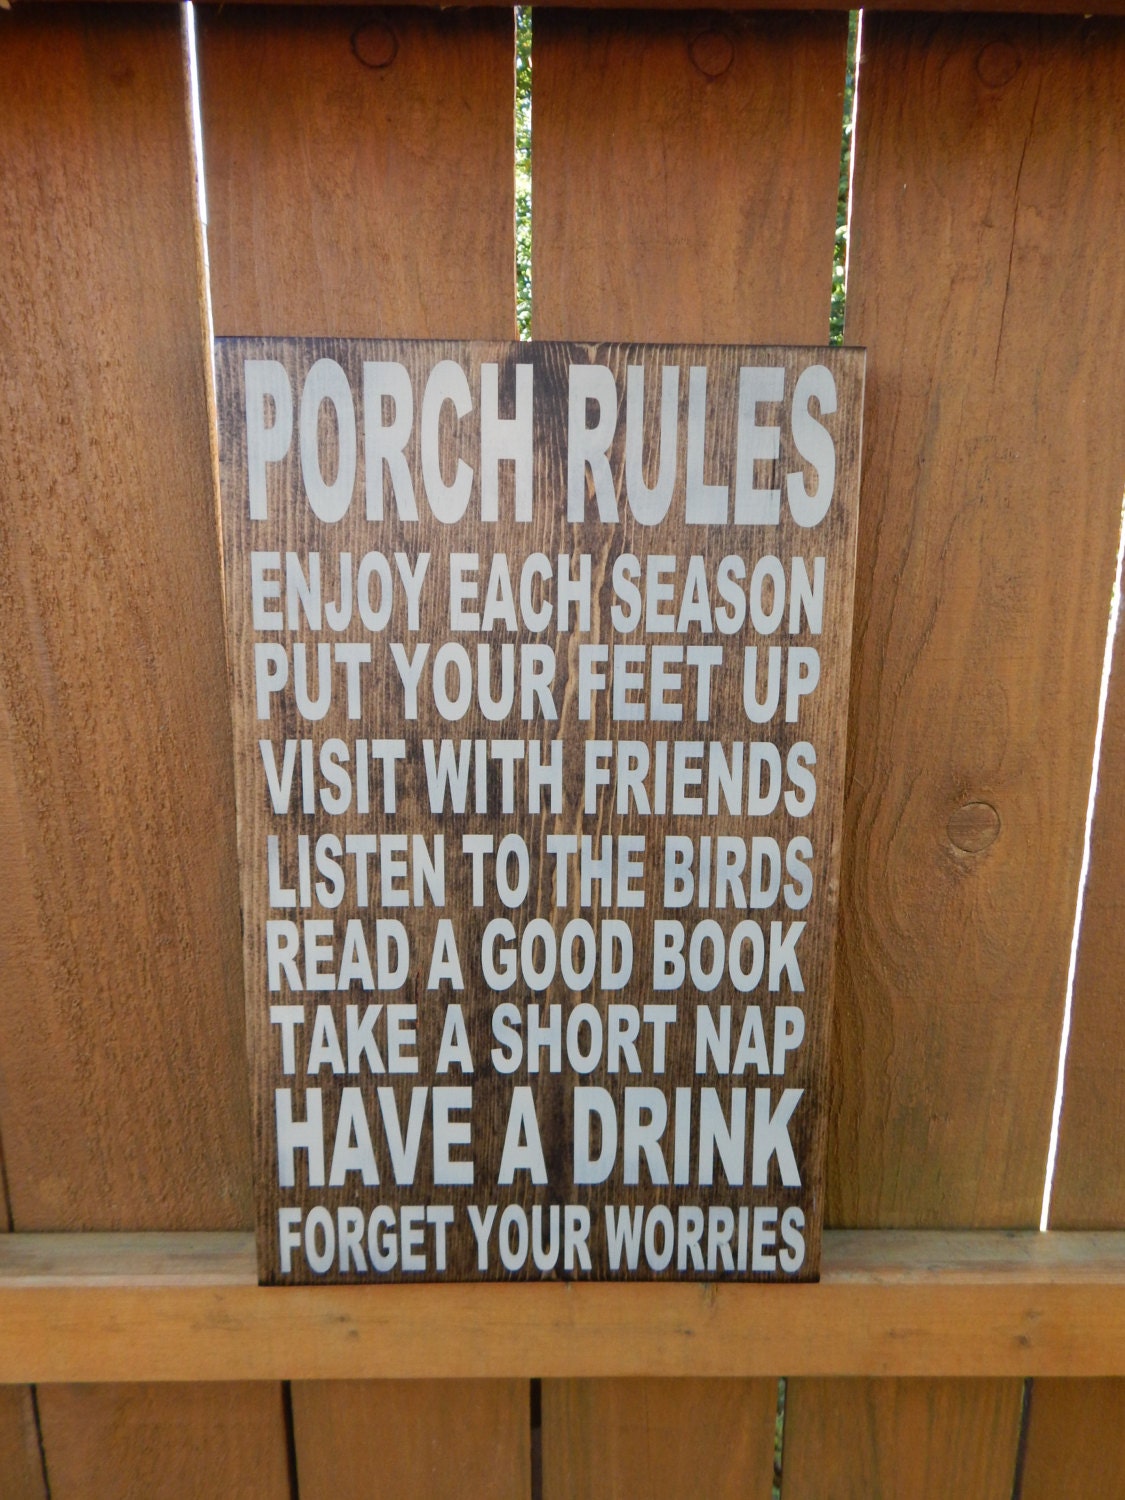 PORCH RULES
ENJOY EACH SEASON
PUT YOUR FEET UP
VISIT WITH FRIENDS
LISTEN TO THE BIRDS
READ A GOOD BOOK
TAKE A SHORT NAP
HAVE A DRINK
FORGET YOUR WORRIES